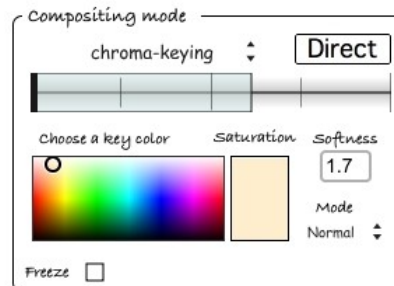 Compositing mode
chroma-keying
Direct
Choose a key color
Saturation
Softness
1.7
Mode
Normal
Freeze